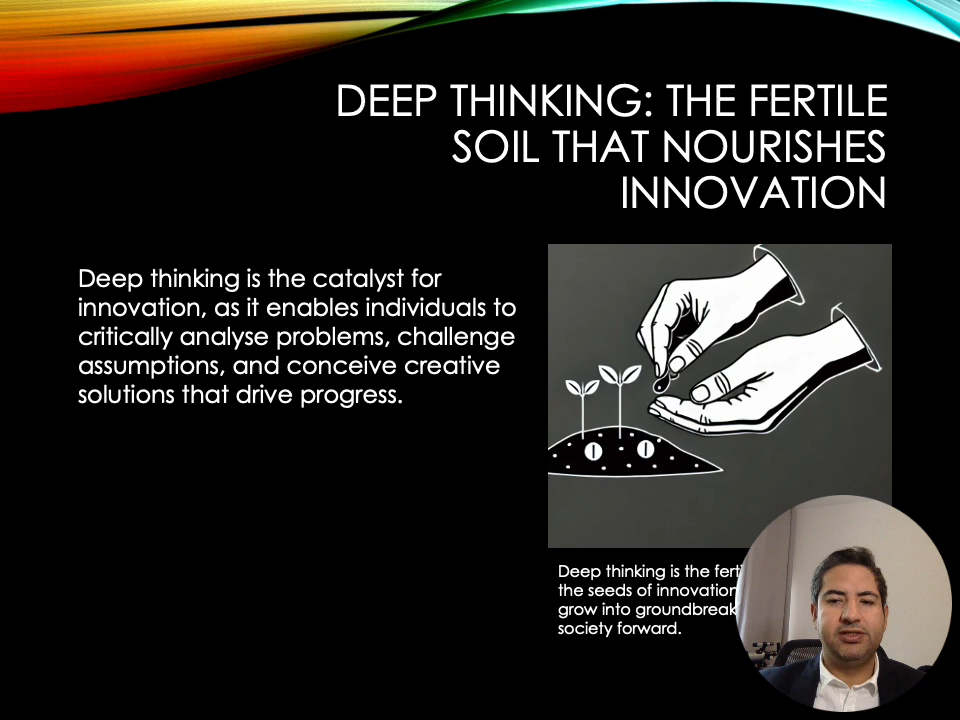 DEEP THINKING: THE FERTILE
SOIL THAT NOURISHES
INNOVATION
Deep thinking is the catalyst for
innovation, as it enables individuals to
critically analyse problems, challenge
assumptions, and conceive creative
solutions that drive progress.
Deep thinking is the
the seeds of innovation
grow into
society forward.